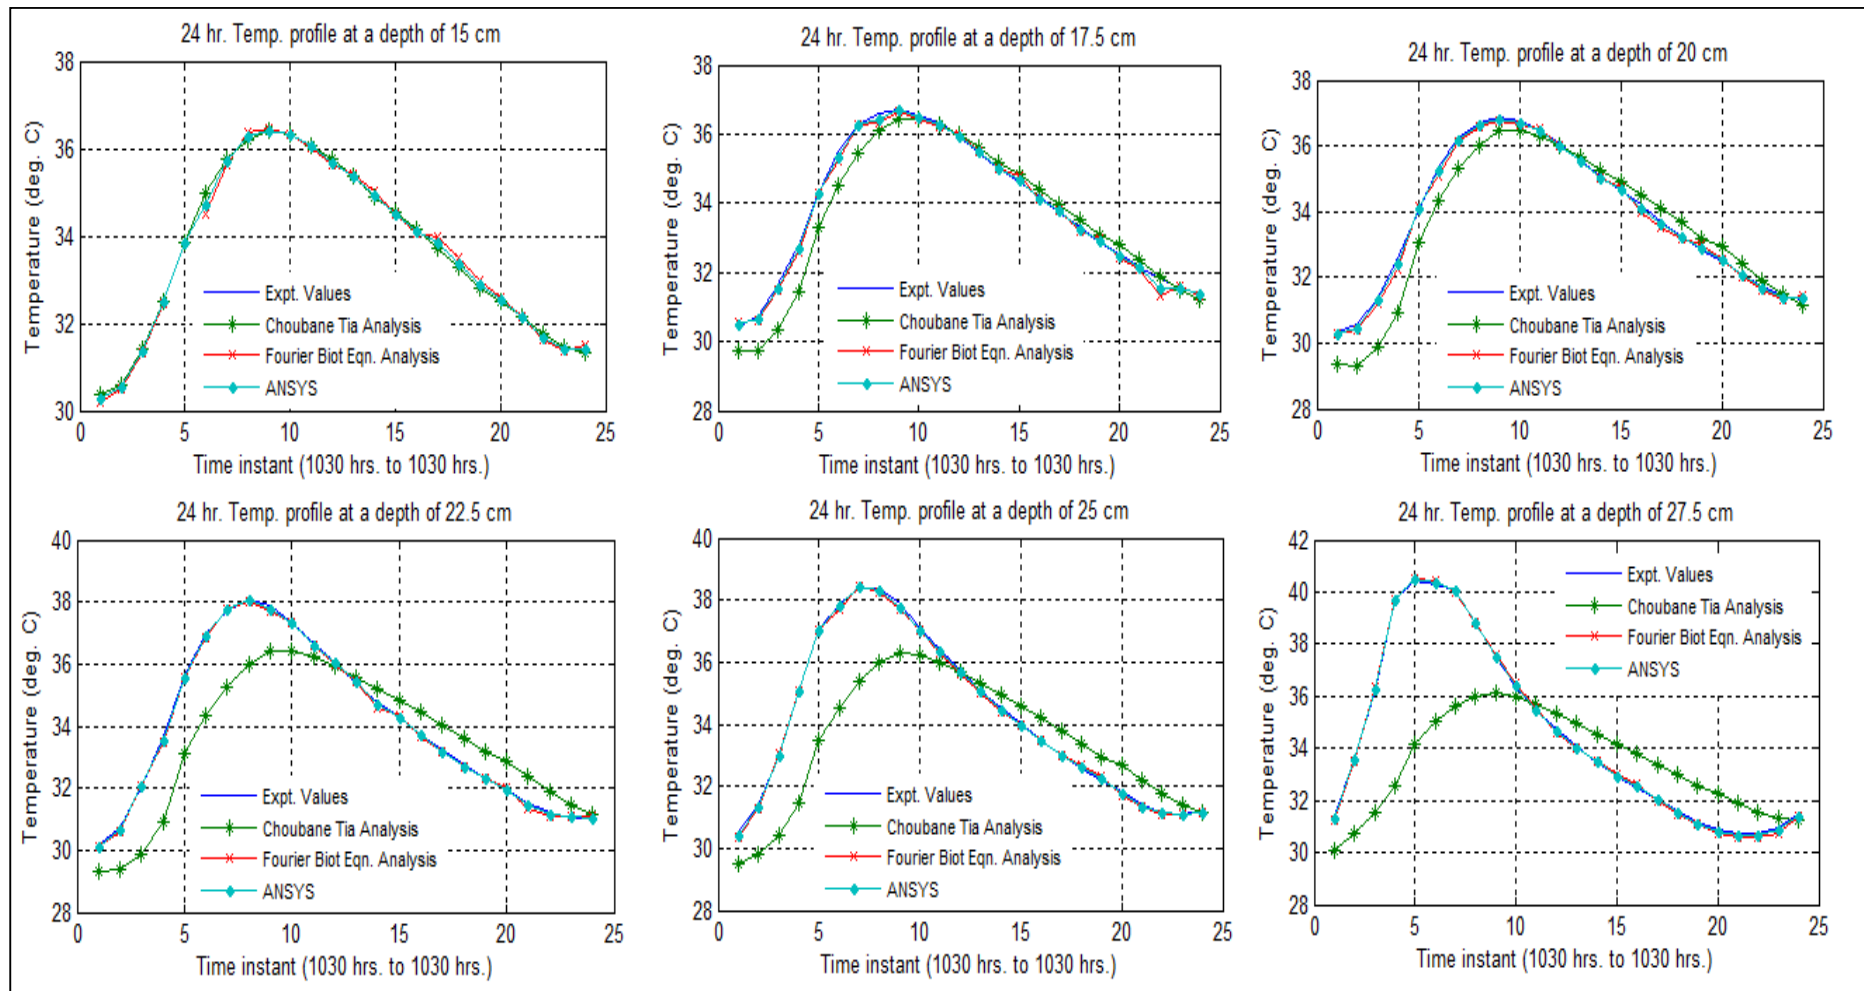 24 hr. Temp. profile at a depth of 15 cm
Temperature (deg. C)
38
36
34
32
30
Expt. Values
Choubane Tia Analysis
Fourier Biot Eqn. Analysis
ANSYS
0 5 10 15 20 25
Time instant (1030 hrs. to 1030 hrs.)
24 hr. Temp. profile at a depth of 17.5 cm
Temperature (deg. C)
38
36
34
32
30
28
Expt. Values
Choubane Tia Analysis
Fourier Biot Eqn. Analysis
ANSYS
0 5 10 15 20 25
Time instant (1030 hrs. to 1030 hrs.)
24 hr. Temp. profile at a depth of 20 cm
Temperature (deg. C)
38
36
34
32
30
28
Expt. Values
Choubane Tia Analysis
Fourier Biot Eqn. Analysis
ANSYS
0 5 10 15 20 25
Time instant (1030 hrs. to 1030 hrs.)
24 hr. Temp. profile at a depth of 22.5 cm
Temperature (deg. C)
40
38
36
34
32
30
28
Expt. Values
Choubane Tia Analysis
Fourier Biot Eqn. Analysis
ANSYS
0 5 10 15 20 25
Time instant (1030 hrs. to 1030 hrs.)
24 hr. Temp. profile at a depth of 25 cm
Temperature (deg. C)
40
38
36
34
32
30
28
Expt. Values
Choubane Tia Analysis
Fourier Biot Eqn. Analysis
ANSYS
0 5 10 15 20 25
Time instant (1030 hrs. to 1030 hrs.)
24 hr. Temp. profile at a depth of 27.5 cm
Temperature (deg. C)
42
40
38
36
34
32
30
28
Expt. Values
Choubane Tia Analysis
Fourier Biot Eqn. Analysis
ANSYS
0 5 10 15 20 25
Time instant (1030 hrs. to 1030 hrs.)